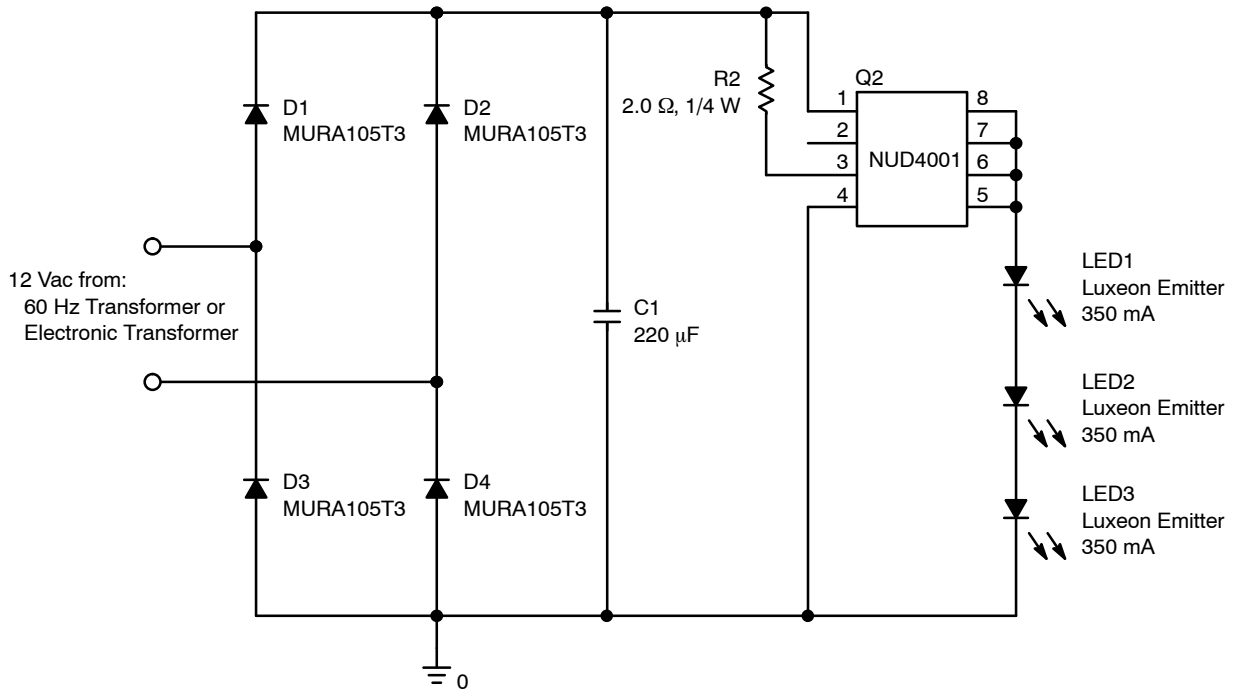 D1
MURA105T3
D2
MURA105T3
R2
2.0 Ω, 1/4 W
Q2
1
2
3
4
NUD4001
8
7
6
5
12 Vac from:
60 Hz Transformer or
Electronic Transformer
C1
220 μF
LED1
Luxeon Emitter
350 mA
LED2
Luxeon Emitter
350 mA
D3
MURA105T3
D4
MURA105T3
LED3
Luxeon Emitter
350 mA
0